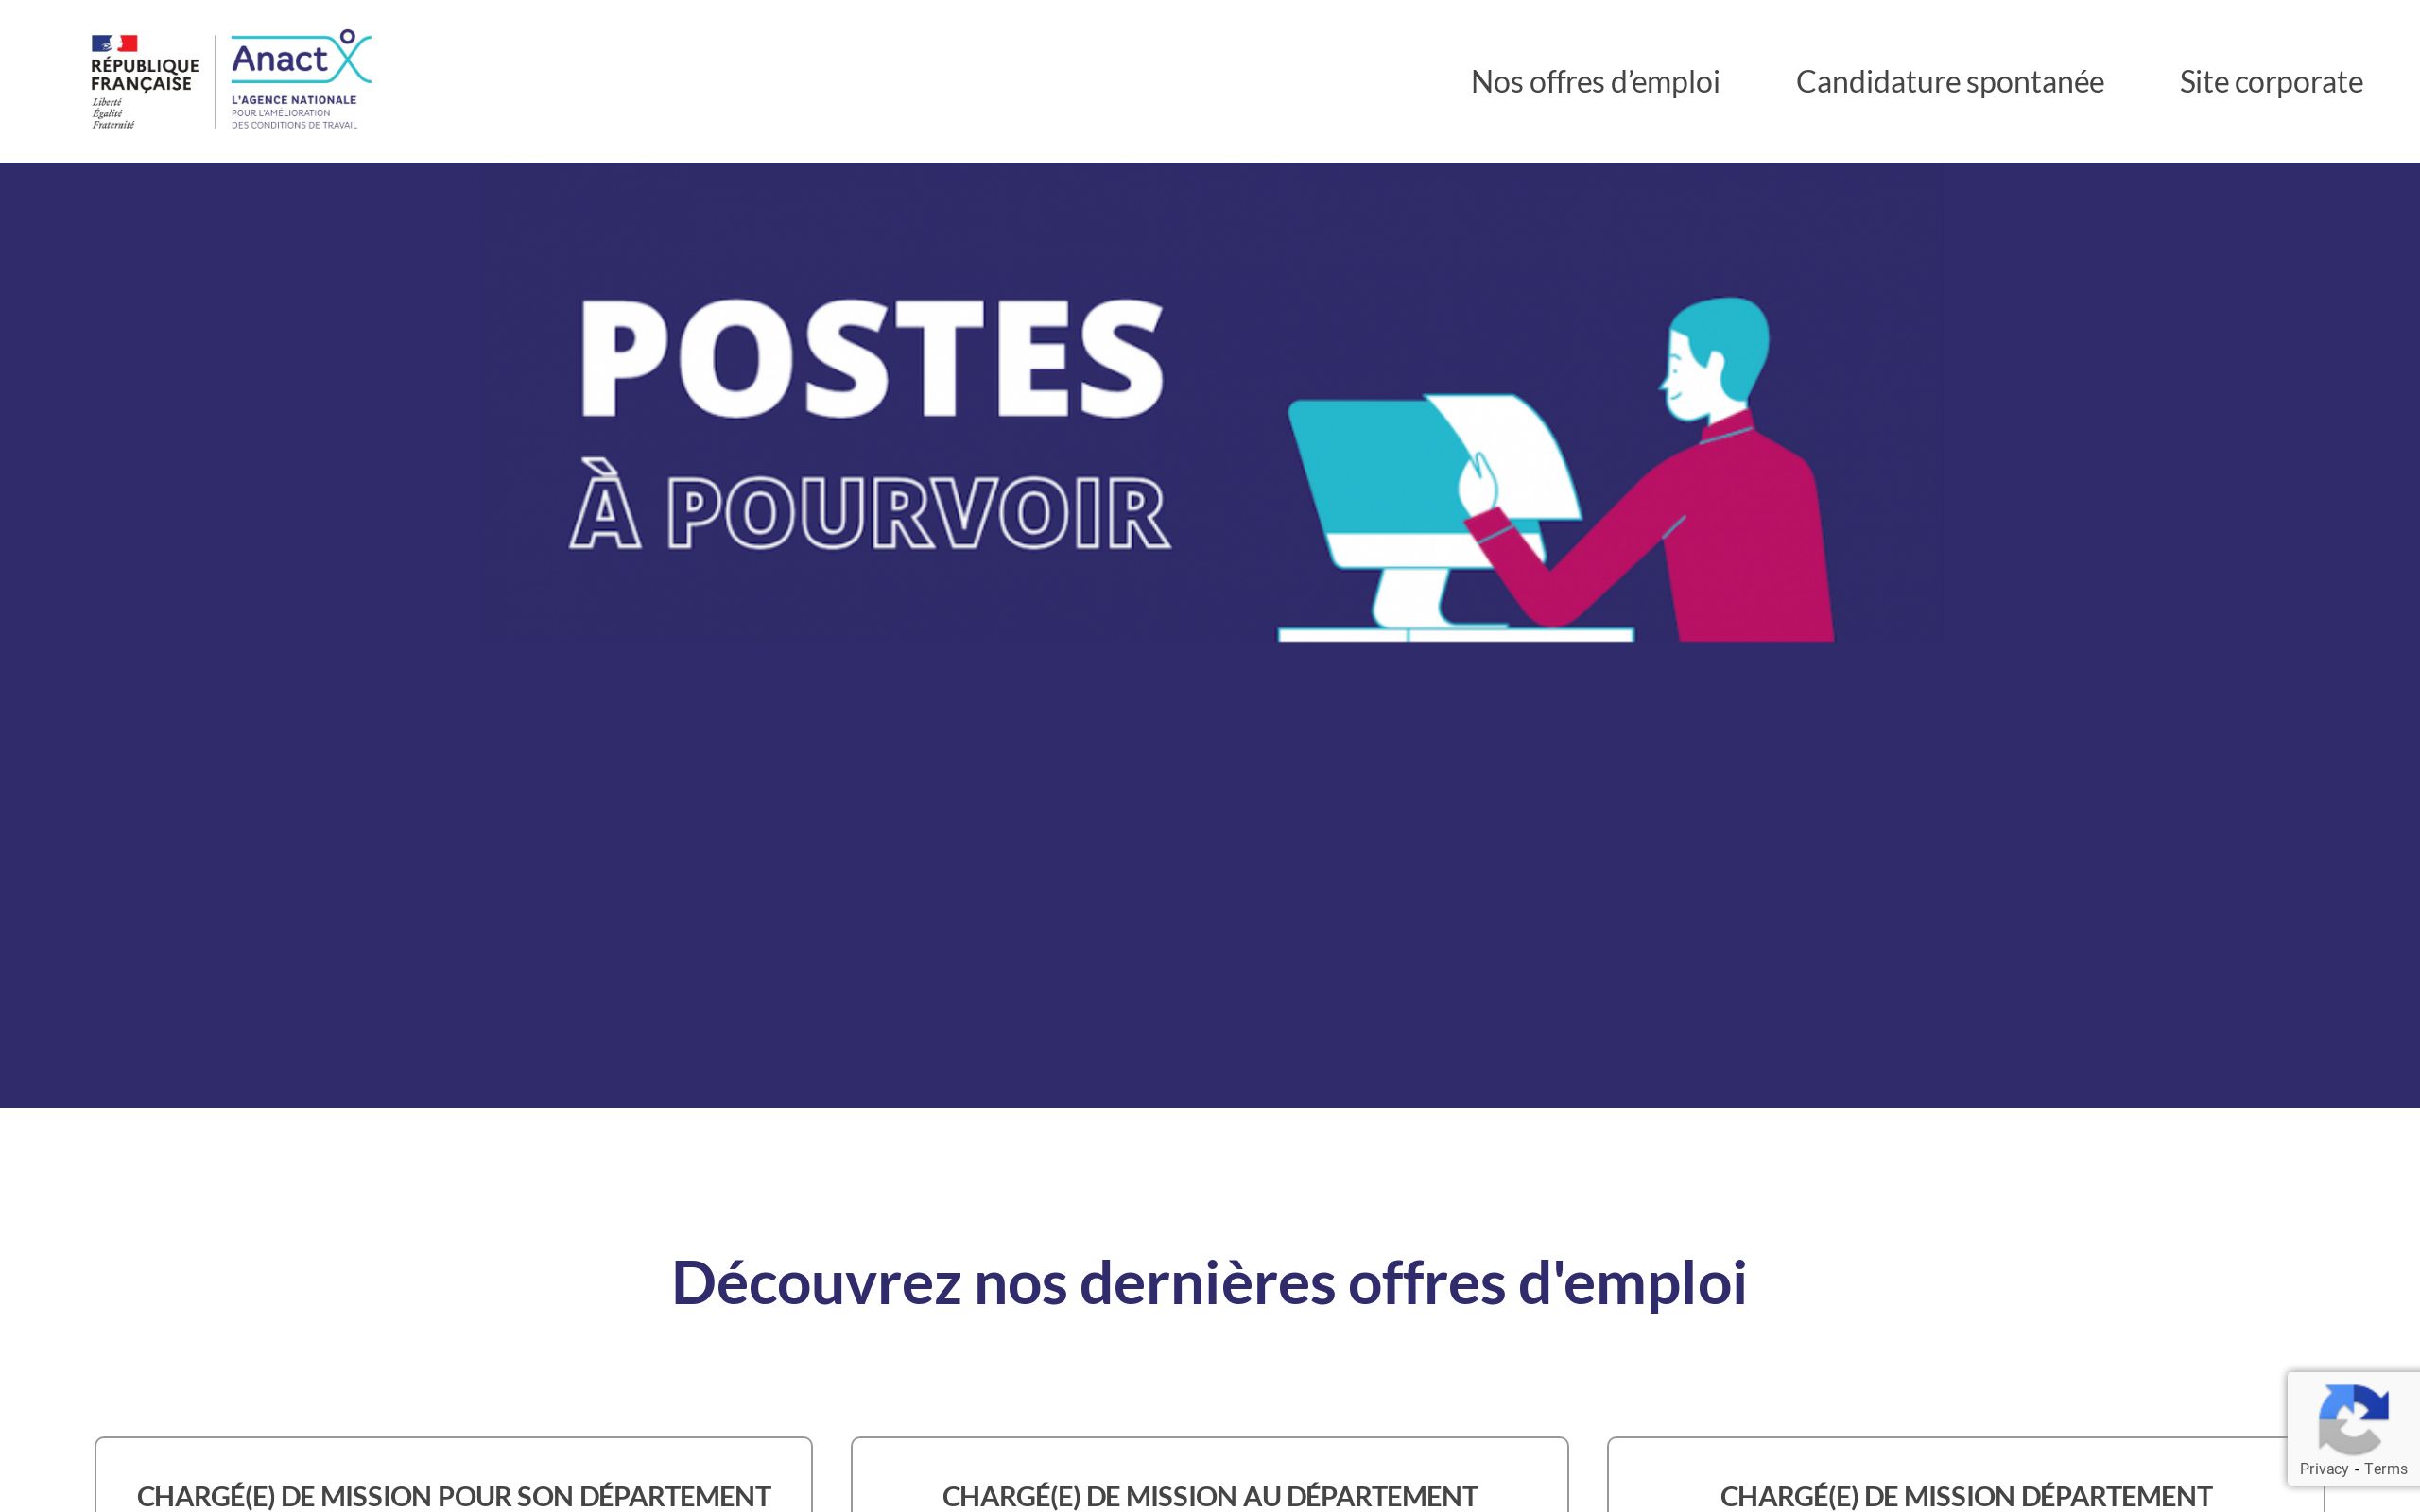 RÉPUBLIQUE
FRANÇAISE
Liberté
Égalité
Fraternité
Anact
L'AGENCE NATIONALE
POUR L'AMÉLIORATION
DES CONDITIONS DE TRAVAIL
Nos offres d’emploi
Candidature spontanée
Site corporate
POSTES
À POURVOIR
Découvrez nos dernières offres d'emploi
CHARGÉ(E) DE MISSION POUR SON DÉPARTEMENT
CHARGÉ(E) DE MISSION AU DÉPARTEMENT
CHARGÉ(E) DE MISSION DÉPARTEMENT
Privacy - Terms